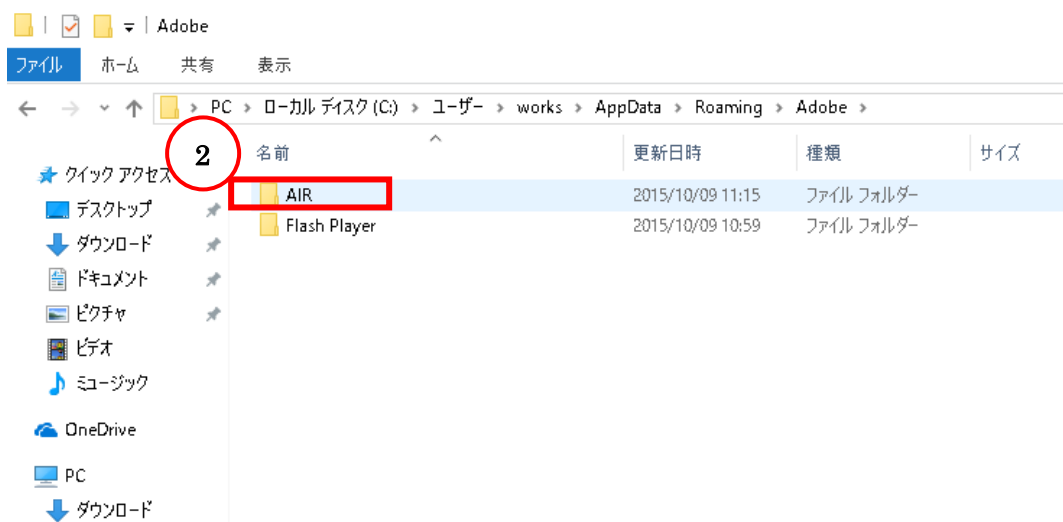 Adobe
ファイル ホーム 共有 表示
PC > ローカル ディスク (C:) > ユーザー > works > AppData > Roaming > Adobe >
2
名前 更新日時 種類 サイズ
クイック アクセス
AIR 2015/10/09 11:15 ファイル フォルダー
デスクトップ
Flash Player 2015/10/09 10:59 ファイル フォルダー
ダウンロード
ドキュメント
ピクチャ
ビデオ
ミュージック
OneDrive
PC
ダウンロード